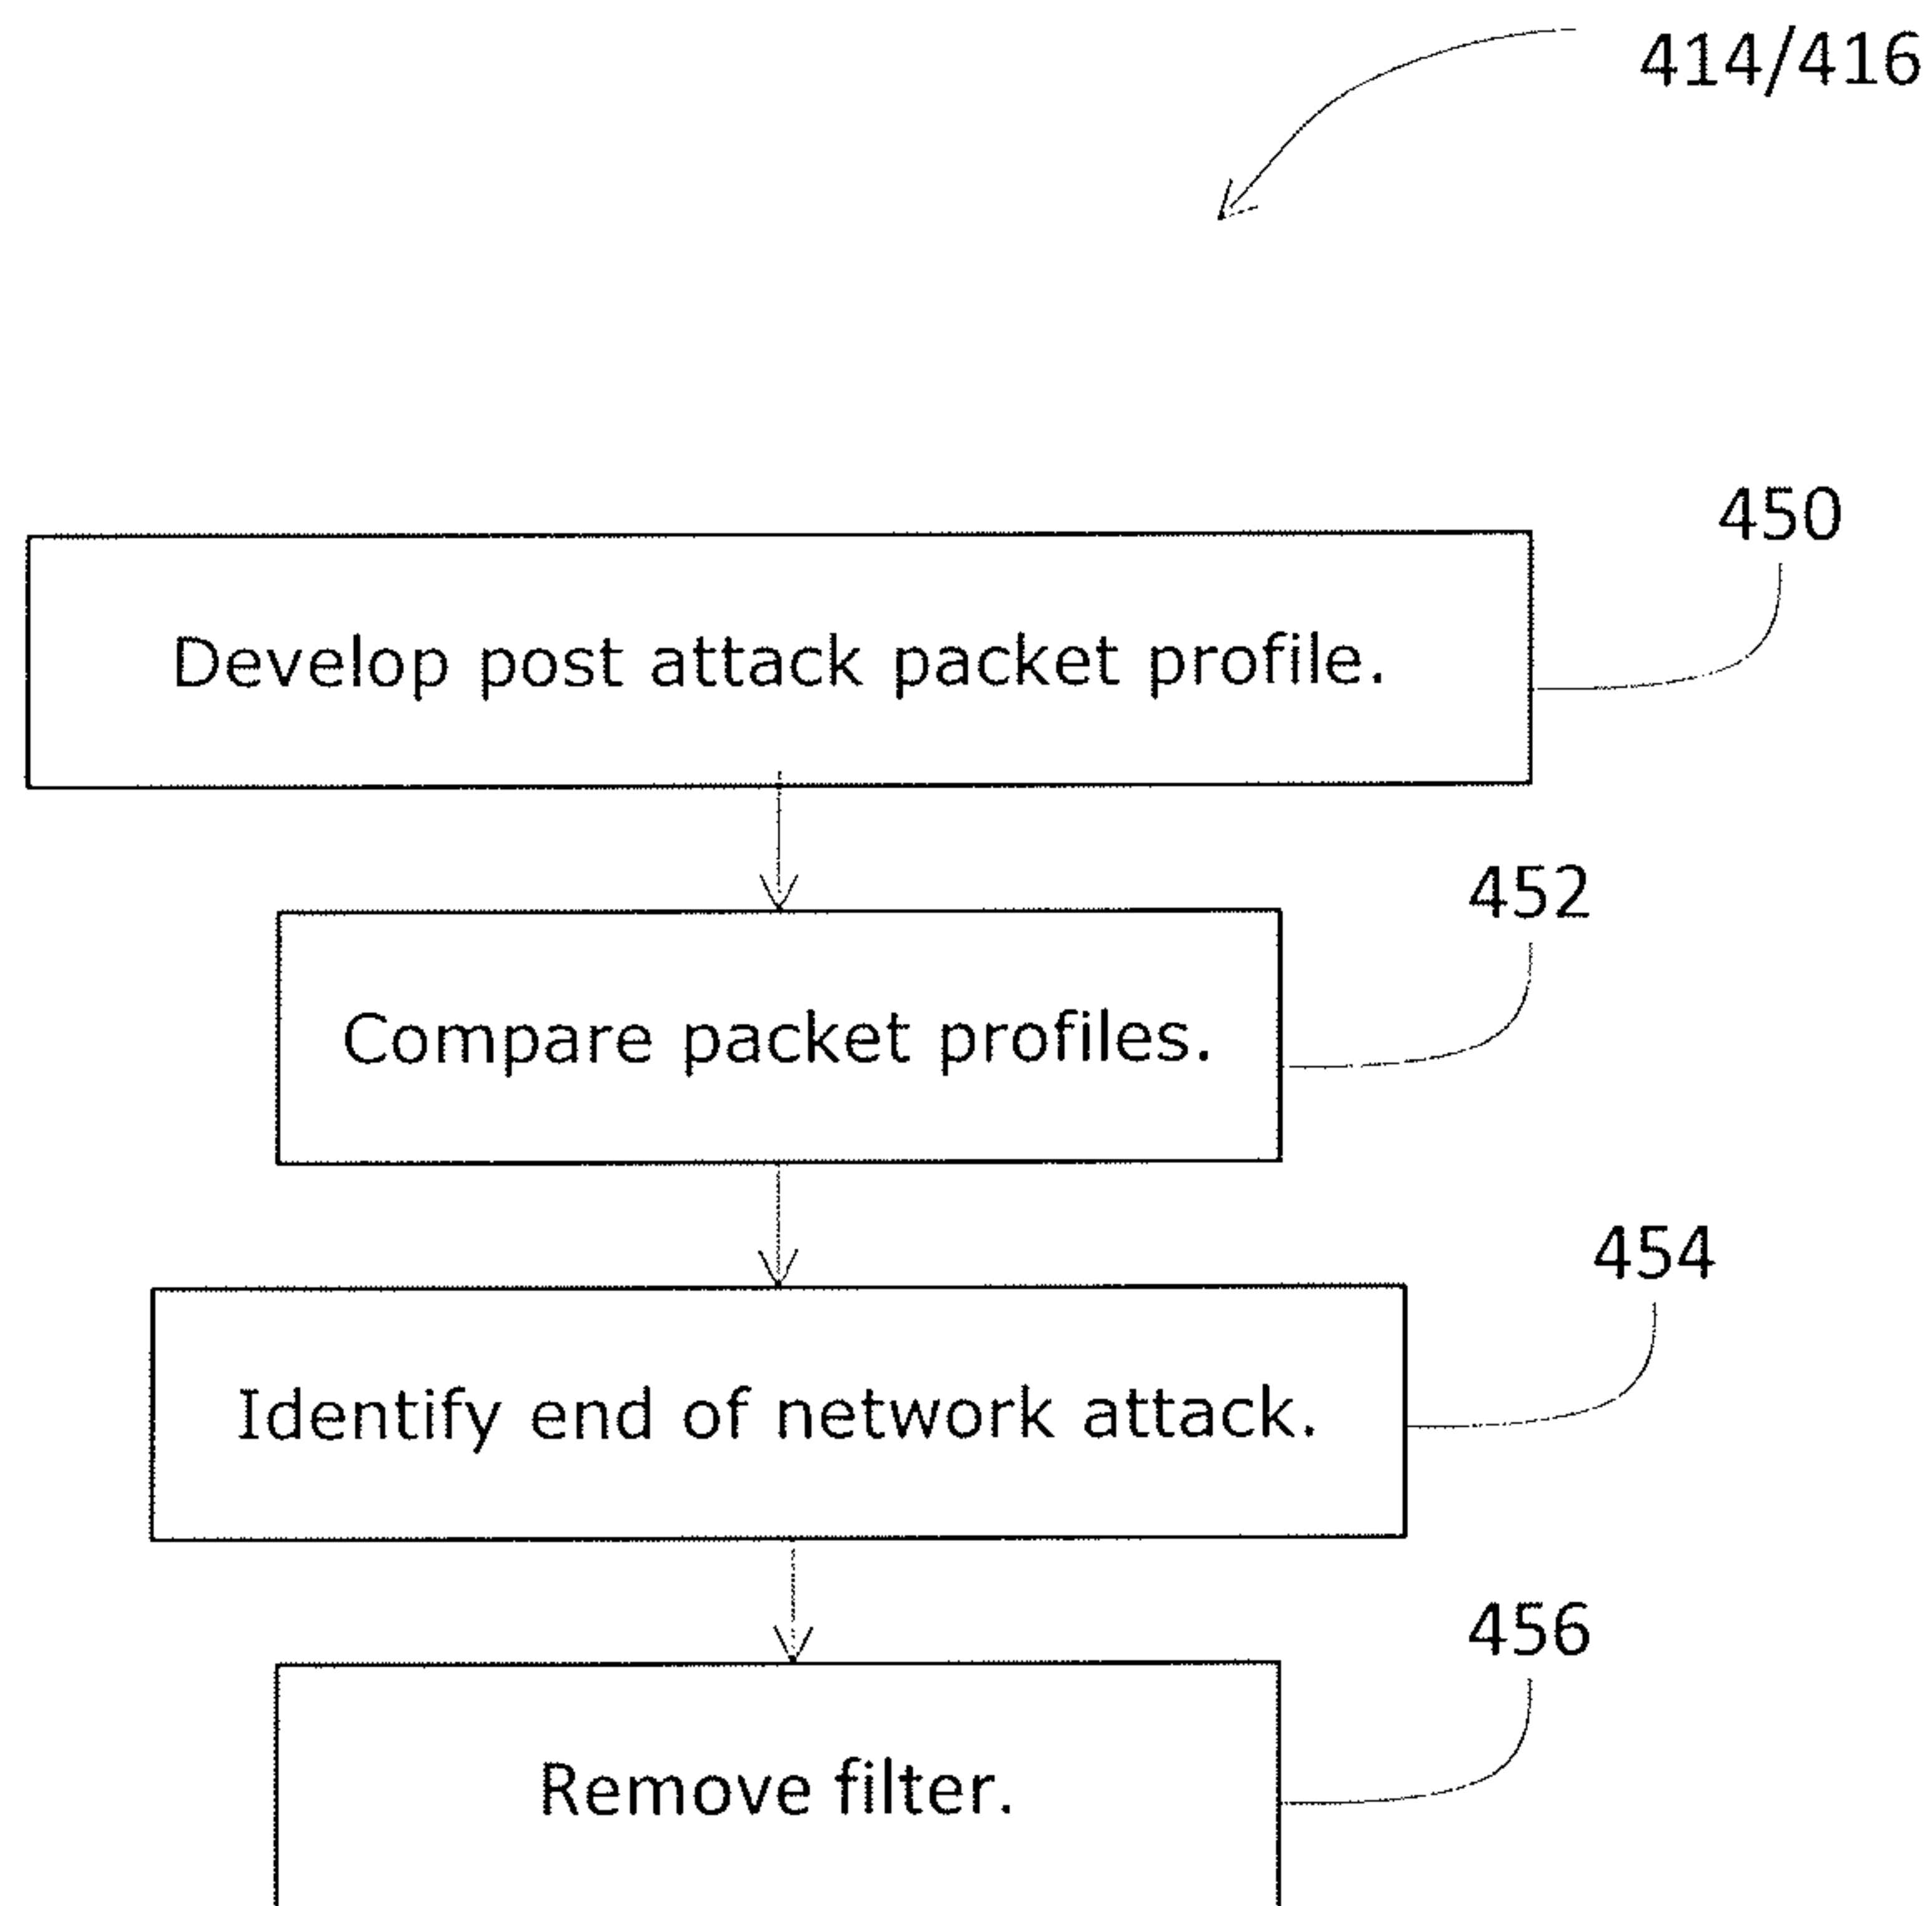 414/416
450
Develop post attack packet profile.
452
Compare packet profiles.
454
Identify end of network attack.
456
Remove filter.